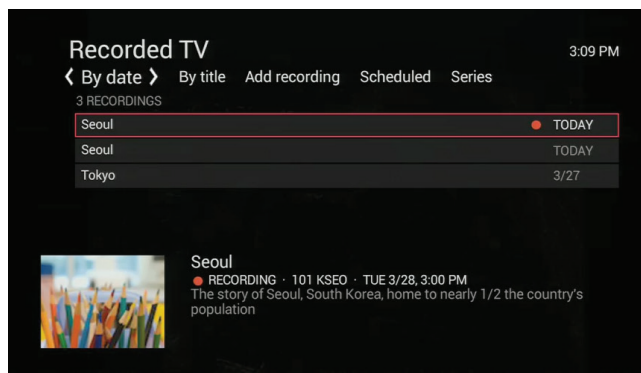 Recorded TV
3:09 PM
❮ By date ❯ By title Add recording Scheduled Series
3 RECORDINGS
Seoul ● TODAY
Seoul TODAY
Tokyo 3/27
Seoul
● RECORDING · 101 KSEO · TUE 3/28, 3:00 PM
The story of Seoul, South Korea, home to nearly 1/2 the country's
population